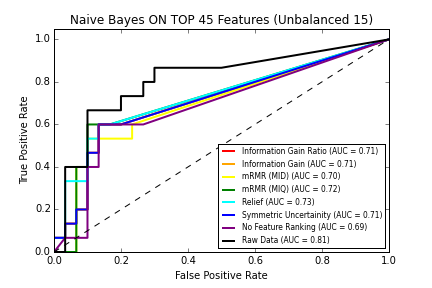 Naive Bayes ON TOP 45 Features (Unbalanced 15)
1.0
0.8
0.6
0.4
0.2
0.0
True Positive Rate
Information Gain Ratio (AUC = 0.71)
Information Gain (AUC = 0.71)
mRMR (MID) (AUC = 0.70)
mRMR (MIQ) (AUC = 0.72)
Relief (AUC = 0.73)
Symmetric Uncertainity (AUC = 0.71)
No Feature Ranking (AUC = 0.69)
Raw Data (AUC = 0.81)
0.0 0.2 0.4 0.6 0.8 1.0
False Positive Rate